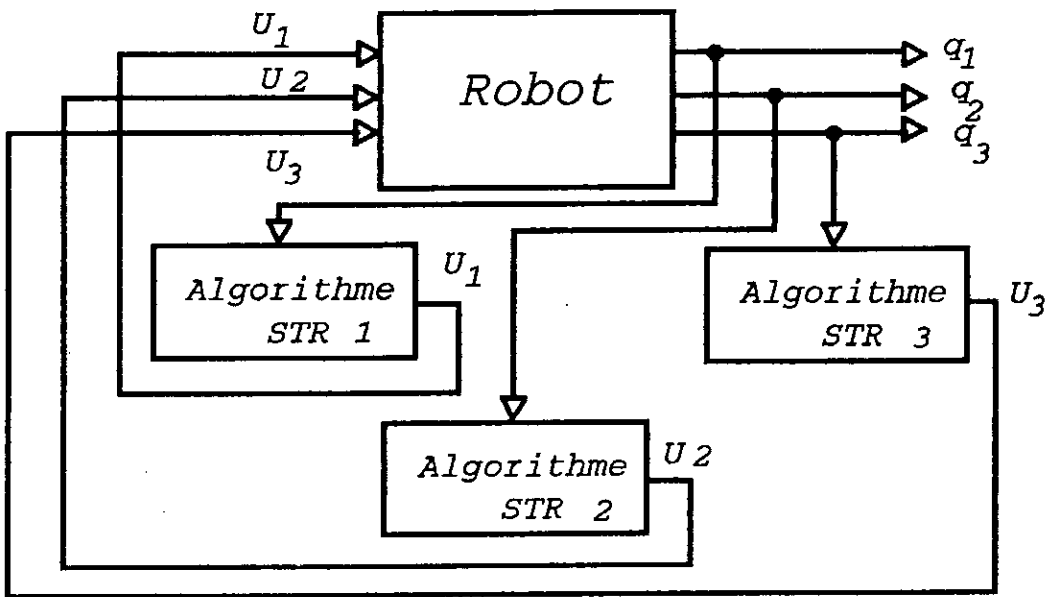 U1
q1
Robot
U2
q2
q3
U3
Algorithme
STR 1
U1
Algorithme
STR 3
U3
Algorithme
STR 2
U2